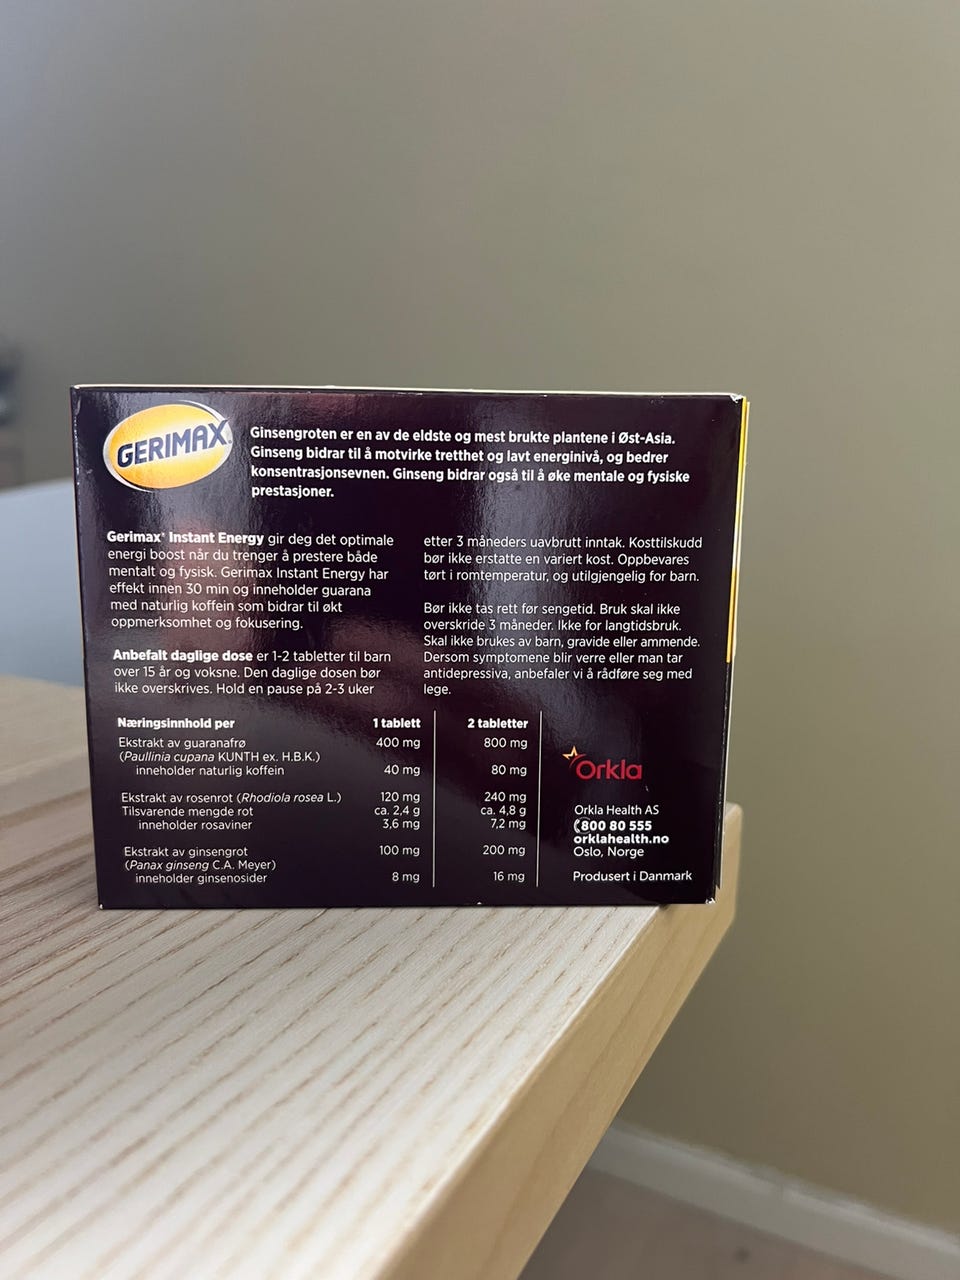 GERIMAX®
Ginsengroten er en av de eldste og mest brukte plantene i Øst-Asia.
Ginseng bidrar til å motvirke tretthet og lavt energinivå, og bedrer
konsentrasjonsevnen. Ginseng bidrar også til å øke mentale og fysiske
prestasjoner.
Gerimax® Instant Energy gir deg det optimale
energi boost når du trenger å prestere både
mentalt og fysisk. Gerimax Instant Energy har
effekt innen 30 min og inneholder guarana
med naturlig koffein som bidrar til økt
oppmerksomhet og fokusering.
Anbefalt daglige dose er 1-2 tabletter til barn
over 15 år og voksne. Den daglige dosen bør
ikke overskrives. Hold en pause på 2-3 uker
etter 3 måneders uavbrutt inntak. Kosttilskudd
bør ikke erstatte en variert kost. Oppbevares
tørt i romtemperatur, og utilgjengelig for barn.
Bør ikke tas rett før sengetid. Bruk skal ikke
overskride 3 måneder. Ikke for langtidsbruk.
Skal ikke brukes av barn, gravide eller ammende.
Dersom symptomene blir verre eller man tar
antidepressiva, anbefaler vi å rådføre seg med
lege.
Næringsinnhold per 1 tablett 2 tabletter
Ekstrakt av guaranafrø 400 mg 800 mg
(Paullinia cupana KUNTH ex. H.B.K.)
inneholder naturlig koffein 40 mg 80 mg
Ekstrakt av rosenrot (Rhodiola rosea L.) 120 mg 240 mg
Tilsvarende mengde rot ca. 2,4 g ca. 4,8 g
inneholder rosaviner 3,6 mg 7,2 mg
Ekstrakt av ginsengrot 100 mg 200 mg
(Panax ginseng C.A. Meyer)
inneholder ginsenosider 8 mg 16 mg
Orkla
Orkla Health AS
800 80 555
orklahealth.no
Oslo, Norge
Produsert i Danmark